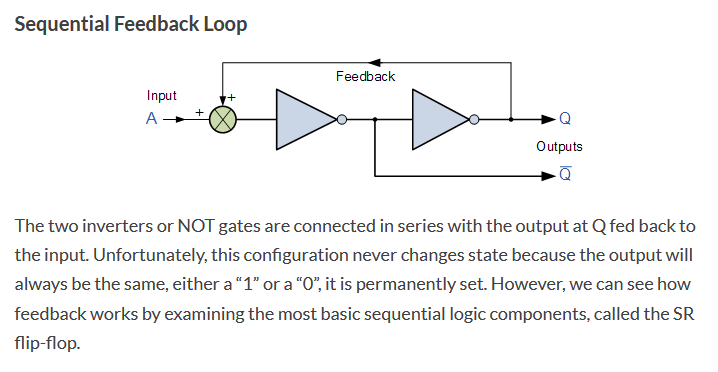 Sequential Feedback Loop
Feedback
Input
+
+
A
Q
Outputs
Q̅
The two inverters or NOT gates are connected in series with the output at Q fed back to
the input. Unfortunately, this configuration never changes state because the output will
always be the same, either a “1” or a “0”, it is permanently set. However, we can see how
feedback works by examining the most basic sequential logic components, called the SR
flip-flop.